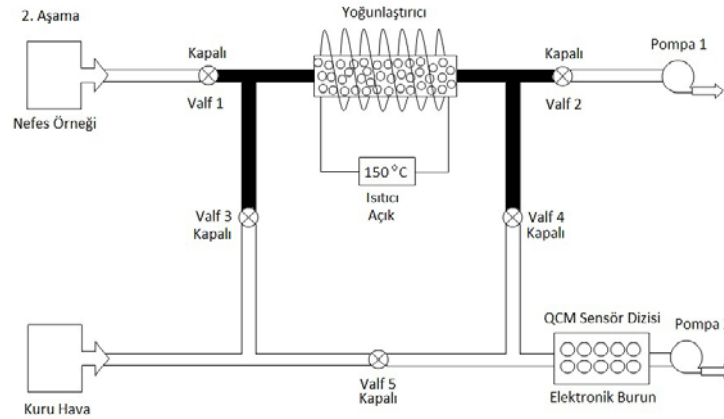 2. Aşama
Yoğunlaştırıcı
Kapalı
Kapalı
Pompa 1
Valf 1
Valf 2
Nefes Örneği
150 °C
Isıtıcı
Açık
Valf 3
Kapalı
Valf 4
Kapalı
QCM Sensör Dizisi
Pompa
Valf 5
Kapalı
Elektronik Burun
Kuru Hava